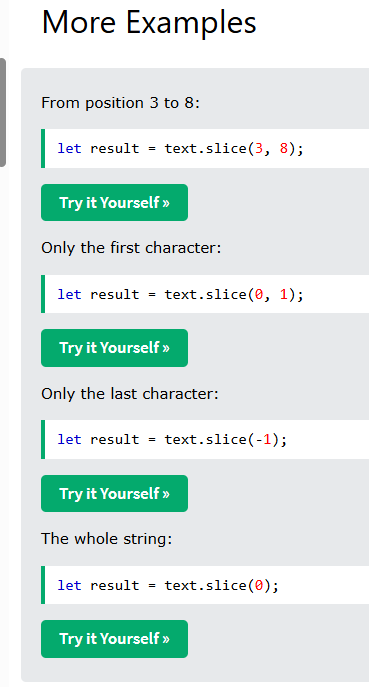 More Examples
From position 3 to 8:
let result = text.slice(3, 8);
Try it Yourself »
Only the first character:
let result = text.slice(0, 1);
Try it Yourself »
Only the last character:
let result = text.slice(-1);
Try it Yourself »
The whole string:
let result = text.slice(0);
Try it Yourself »